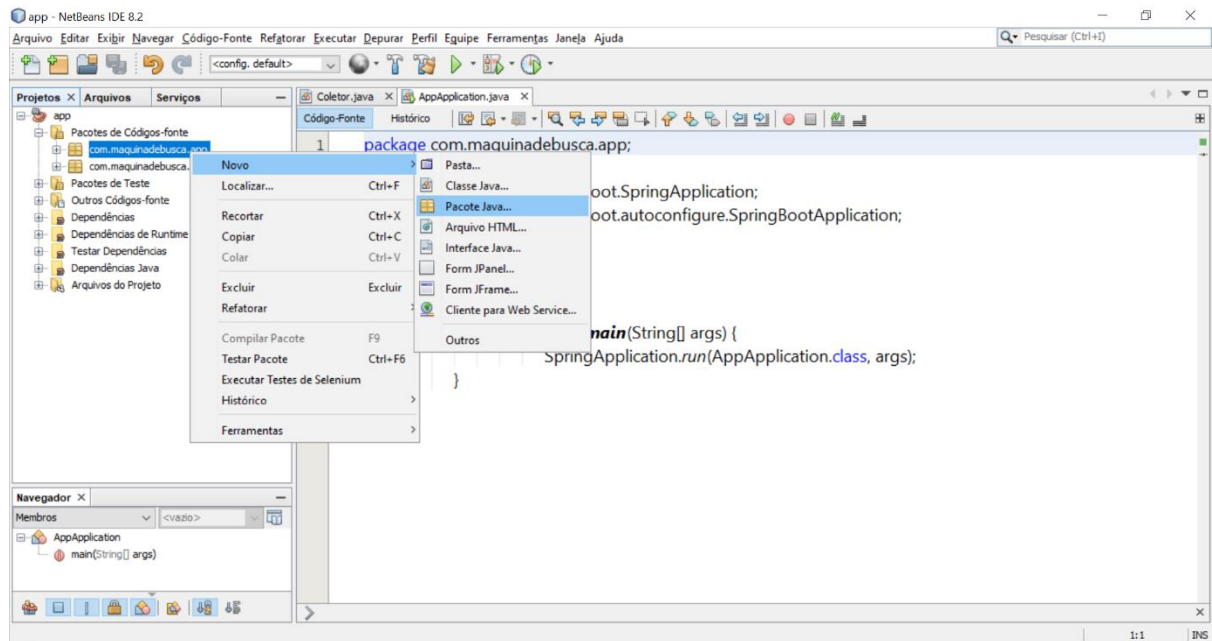 app - NetBeans IDE 8.2
Arquivo Editar Exibir Navegar Código-Fonte Refatorar Executar Depurar Perfil Equipe Ferramentas Janela Ajuda
Pesquisar (Ctrl+I)
<config. default>
Projetos Arquivos Serviços
Coletor.java AppApplication.java
Código-Fonte Histórico
app
Pacotes de Códigos-fonte
com.maquinadebusca.app
com.maquinadebusca.
Pacotes de Teste
Outros Códigos-fonte
Dependências
Dependências de Runtime
Testar Dependências
Dependências Java
Arquivos do Projeto
Novo
Localizar... Ctrl+F
Recortar Ctrl+X
Copiar Ctrl+C
Colar Ctrl+V
Excluir Excluir
Refatorar
Compilar Pacote F9
Testar Pacote Ctrl+F6
Executar Testes de Selenium
Histórico
Ferramentas
Pasta...
Classe Java...
Pacote Java...
Arquivo HTML...
Interface Java...
Form JPanel...
Form JFrame...
Cliente para Web Service...
Outros
1 package com.maquinadebusca.app;
oot.SpringApplication;
oot.autoconfigure.SpringBootApplication;
main(String[] args) {
SpringApplication.run(AppApplication.class, args);
}
Navegador
Membros <vazio>
AppApplication
main(String[] args)
1:1 INS